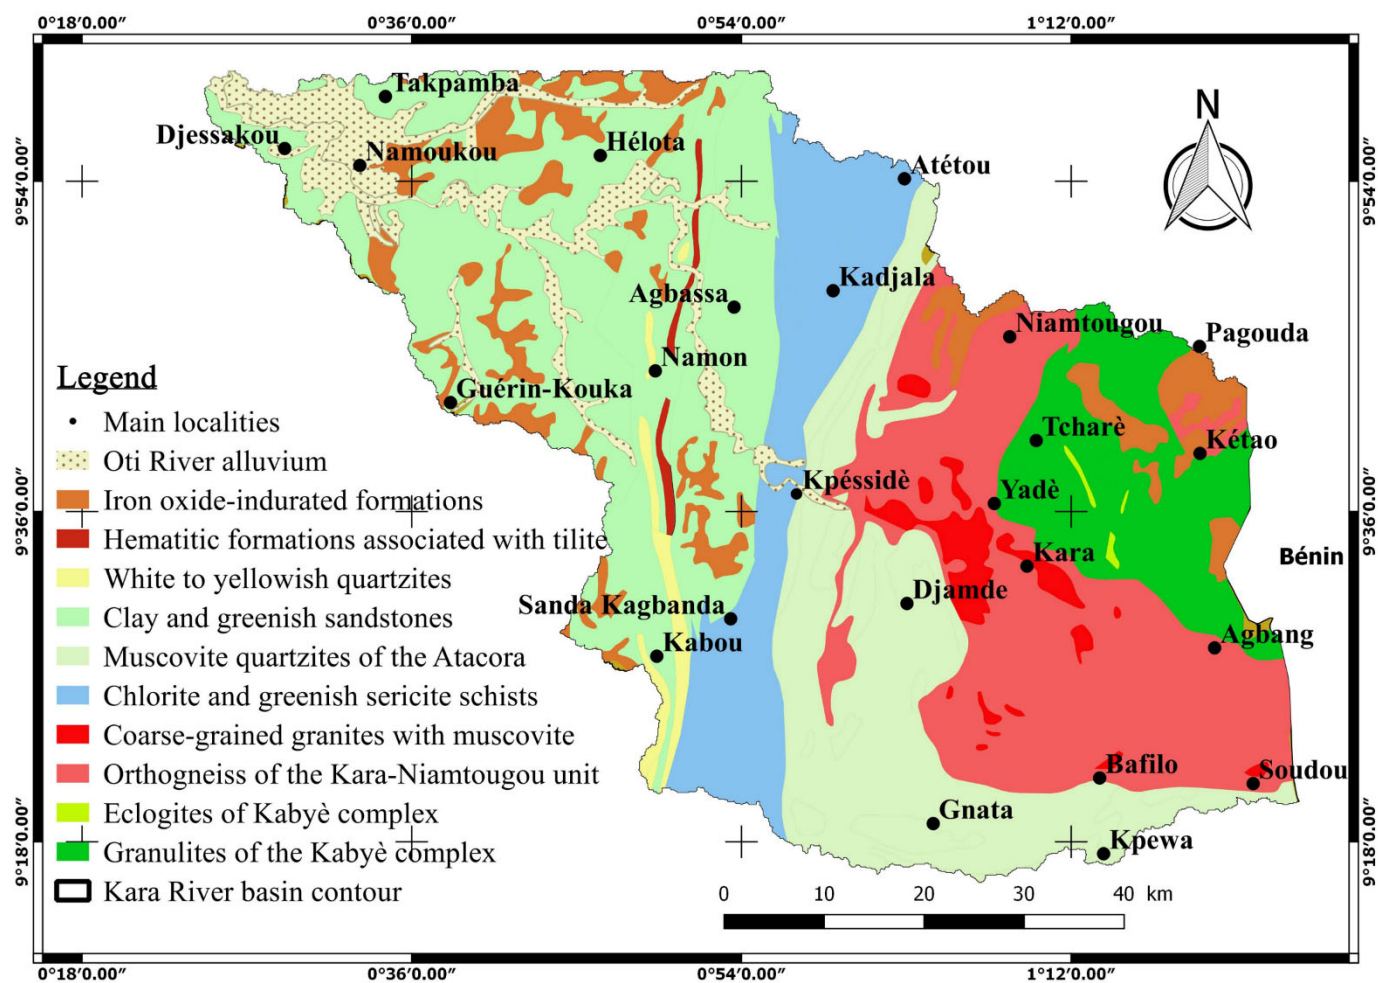 0°18′0.00″ 0°36′0.00″ 0°54′0.00″ 1°12′0.00″
Takpamba
N
Djessakou
Namoukou
Hélota
Atétou
9°54′0.00″
9°54′0.00″
Kadjala
Agbassa
Niamtougou
Pagouda
Namon
Guérin-Kouka
Tcharè
Kétao
Kpéssidè
Yadè
9°36′0.00″
9°36′0.00″
Kara
Bénin
Djamde
Sanda Kagbanda
Kabou
Agbang
Bafilo
Soudou
Gnata
Kpewa
9°18′0.00″
9°18′0.00″
Legend
Main localities
Oti River alluvium
Iron oxide-indurated formations
Hematitic formations associated with tilite
White to yellowish quartzites
Clay and greenish sandstones
Muscovite quartzites of the Atacora
Chlorite and greenish sericite schists
Coarse-grained granites with muscovite
Orthogneiss of the Kara-Niamtougou unit
Eclogites of Kabyè complex
Granulites of the Kabyè complex
Kara River basin contour
0 10 20 30 40 km
0°18′0.00″ 0°36′0.00″ 0°54′0.00″ 1°12′0.00″